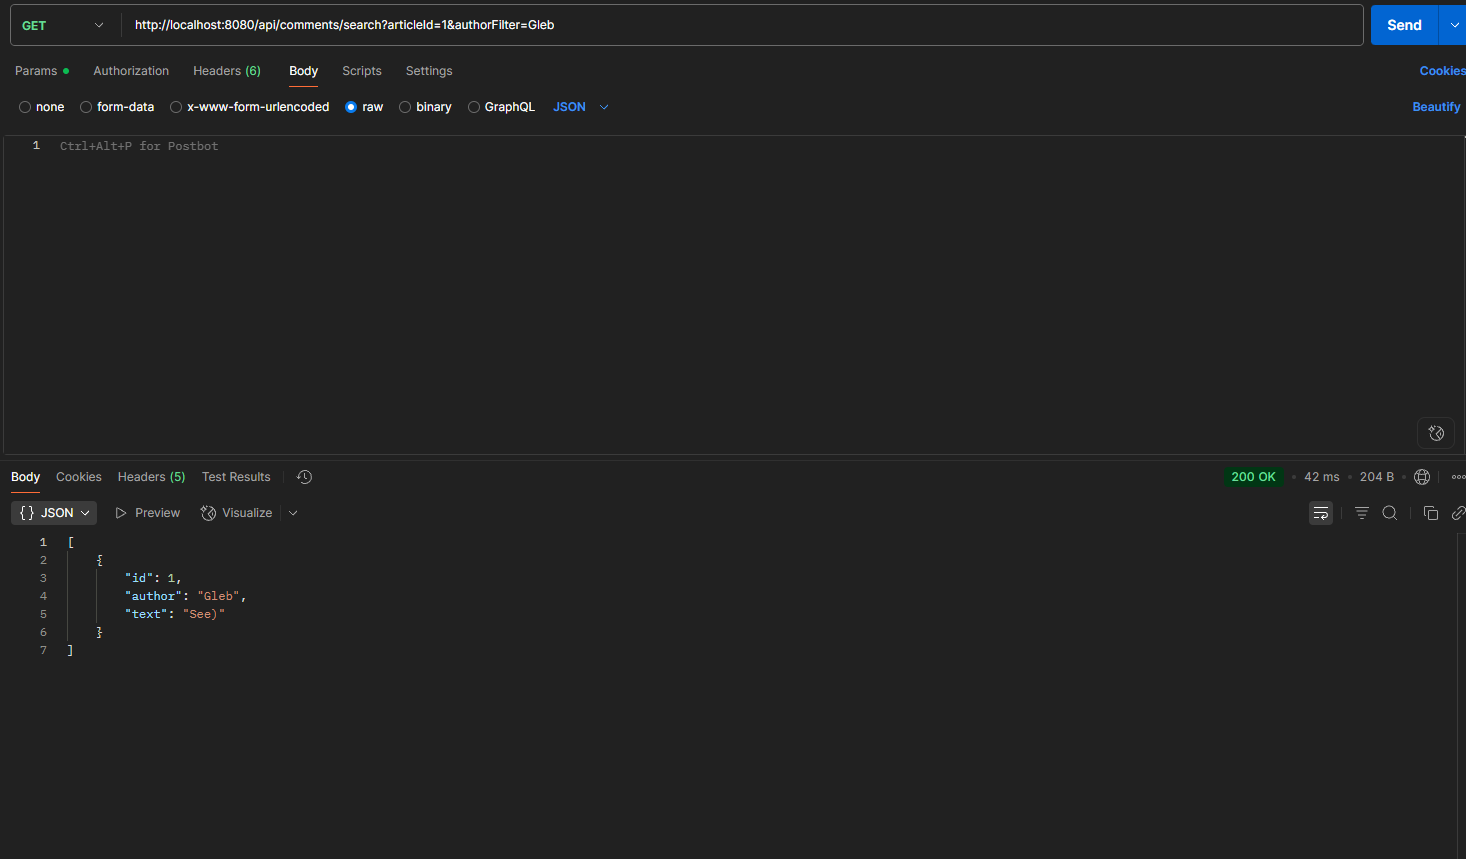 GET http://localhost:8080/api/comments/search?articleId=1&authorFilter=Gleb Send
Params Authorization Headers (6) Body Scripts Settings Cookies
none form-data x-www-form-urlencoded raw binary GraphQL JSON Beautify
1 Ctrl+Alt+P for Postbot
Body Cookies Headers (5) Test Results 200 OK • 42 ms • 204 B
{ } JSON Preview Visualize
1 [
2 {
3 "id": 1,
4 "author": "Gleb",
5 "text": "See)"
6 }
7 ]